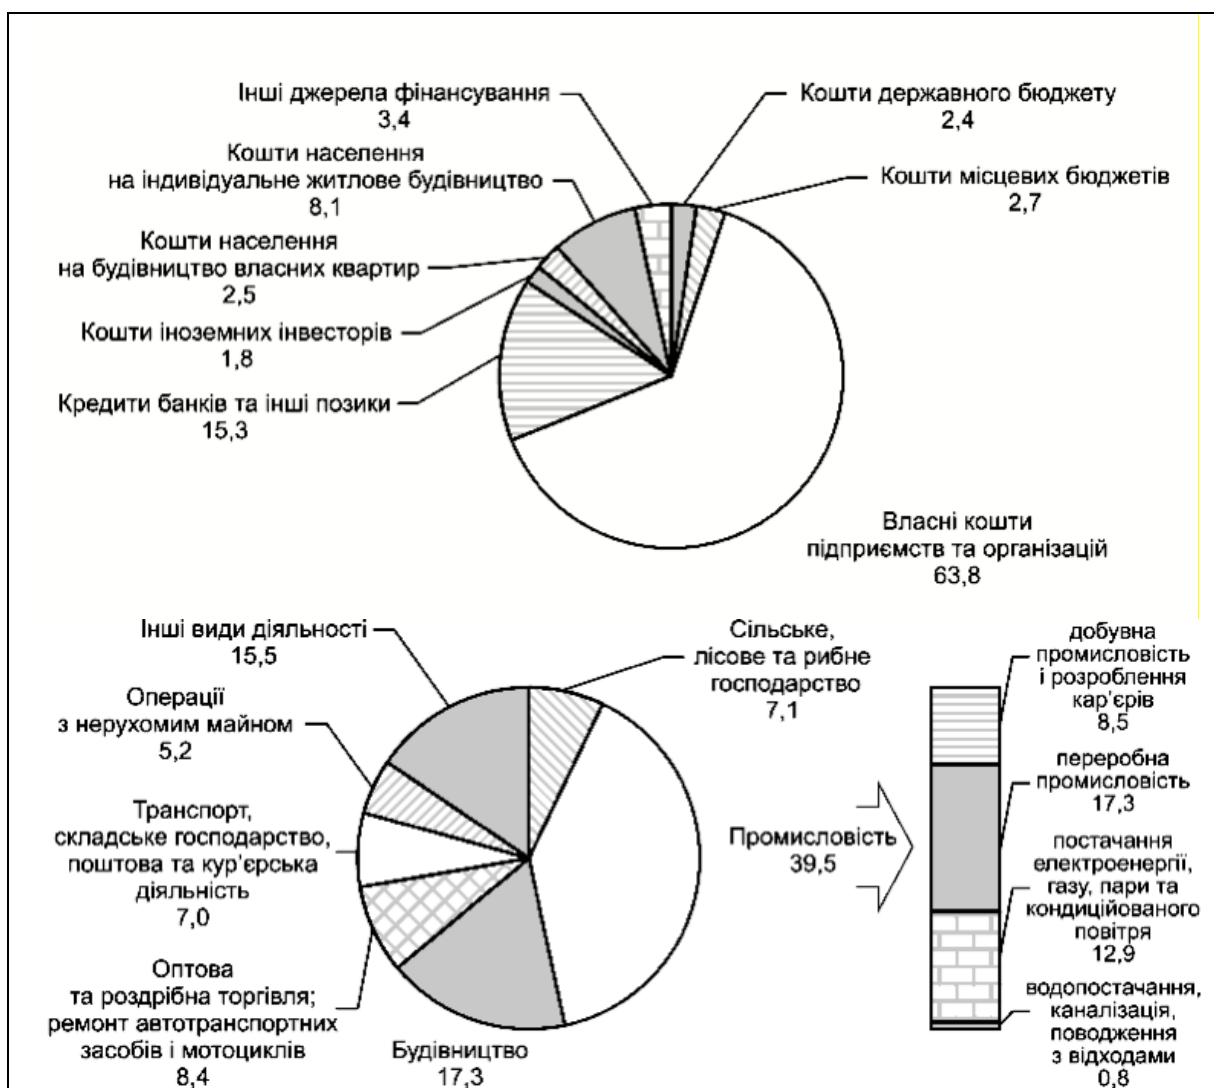 Інші джерела фінансування
3,4
Кошти державного бюджету
2,4
Кошти населення
на індивідуальне житлове будівництво
8,1
Кошти місцевих бюджетів
2,7
Кошти населення
на будівництво власних квартир
2,5
Кошти іноземних інвесторів
1,8
Кредити банків та інші позики
15,3
Власні кошти
підприємств та організацій
63,8
Інші види діяльності
15,5
Сільське,
лісове та рибне
господарство
7,1
Операції
з нерухомим майном
5,2
Транспорт,
складське господарство,
поштова та кур’єрська
діяльність
7,0
Оптова
та роздрібна торгівля;
ремонт автотранспортних
засобів і мотоциклів
8,4
Будівництво
17,3
Промисловість
39,5
добувна
промисловість
і розроблення
кар’єрів
8,5
переробна
промисловість
17,3
постачання
електроенергії,
газу, пари та
кондиційованого
повітря
12,9
водопостачання,
каналізація,
поводження
з відходами
0,8